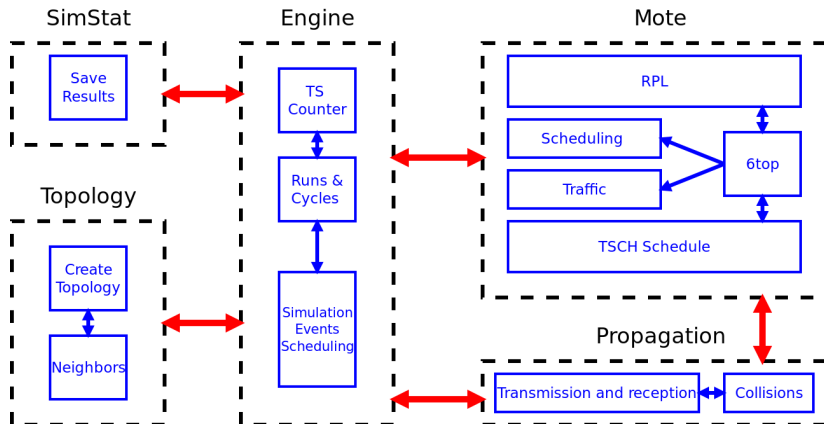 SimStat
Save
Results
Topology
Create
Topology
Neighbors
Engine
TS
Counter
Runs &
Cycles
Simulation
Events
Scheduling
Mote
RPL
Scheduling
6top
Traffic
TSCH Schedule
Propagation
Transmission and reception
Collisions